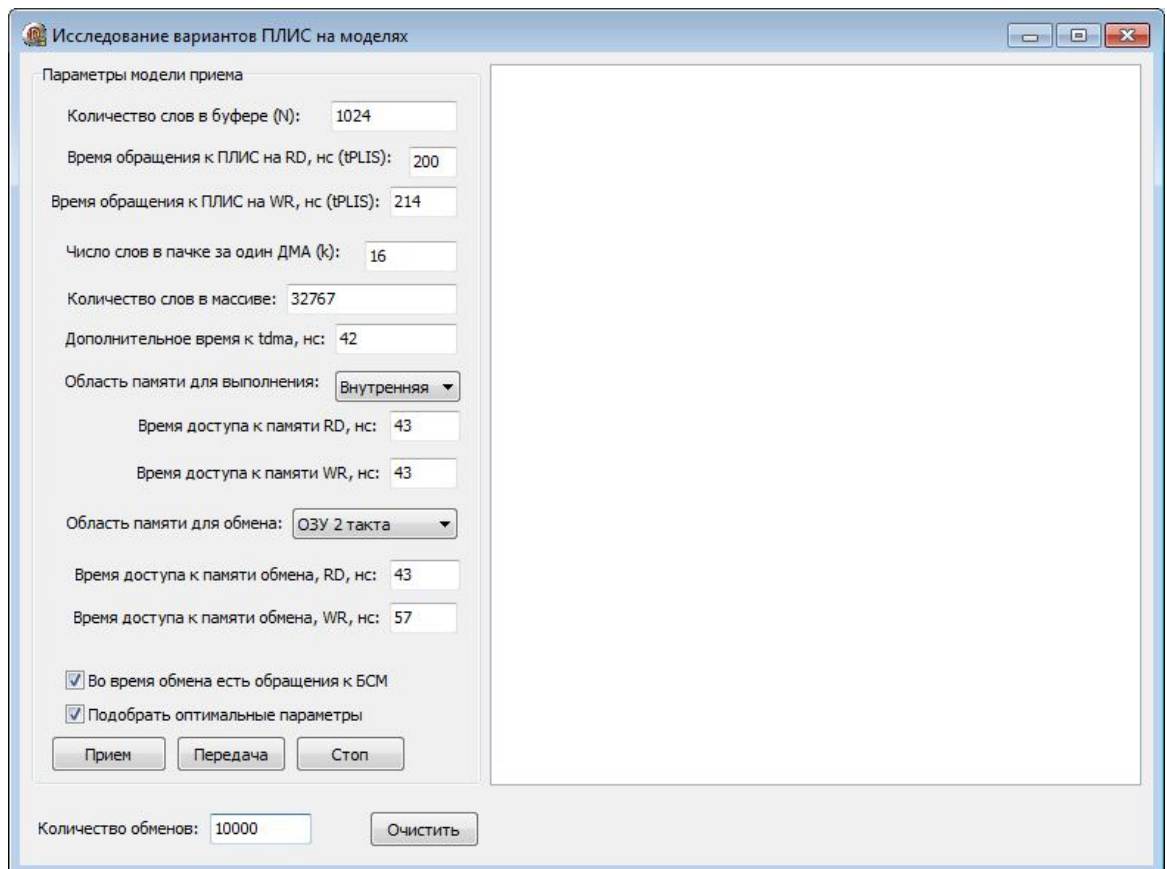 Исследование вариантов ПЛИС на моделях
Параметры модели приема
Количество слов в буфере (N): 1024
Время обращения к ПЛИС на RD, нс (tPLIS): 200
Время обращения к ПЛИС на WR, нс (tPLIS): 214
Число слов в пачке за один ДМА (k): 16
Количество слов в массиве: 32767
Дополнительное время к tdma, нс: 42
Область памяти для выполнения: Внутренняя
Время доступа к памяти RD, нс: 43
Время доступа к памяти WR, нс: 43
Область памяти для обмена: ОЗУ 2 такта
Время доступа к памяти обмена, RD, нс: 43
Время доступа к памяти обмена, WR, нс: 57
Во время обмена есть обращения к БСМ
Подобрать оптимальные параметры
Прием Передача Стоп
Количество обменов: 10000 Очистить